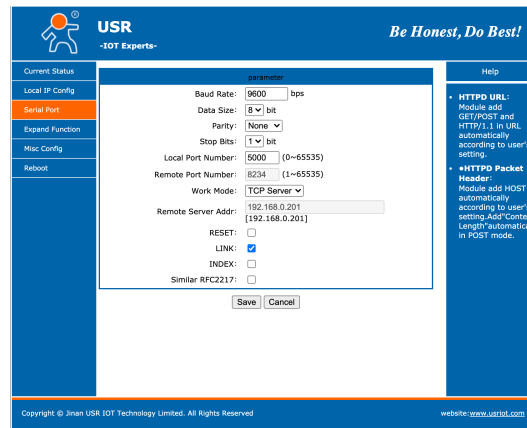 USR
-IOT Experts-
Be Honest, Do Best!
Current Status
Local IP Config
Serial Port
Expand Function
Misc Config
Reboot
parameter
Baud Rate: 9600 bps
Data Size: 8 bit
Parity: None
Stop Bits: 1 bit
Local Port Number: 5000 (0~65535)
Remote Port Number: 8234 (1~65535)
Work Mode: TCP Server
Remote Server Addr: 192.168.0.201
[192.168.0.201]
RESET:
LINK:
INDEX:
Similar RFC2217:
Save Cancel
Help
• HTTPD URL:
Module add
GET/POST and
HTTP/1.1 in URL
automatically
according to user'
setting.
• ●HTTPD Packet
Header:
Module add HOST
automatically
according to user'
setting.Add"Conte
Length"automatica
in POST mode.
Copyright © Jinan USR IOT Technology Limited. All Rights Reserved
website:www.usriot.com